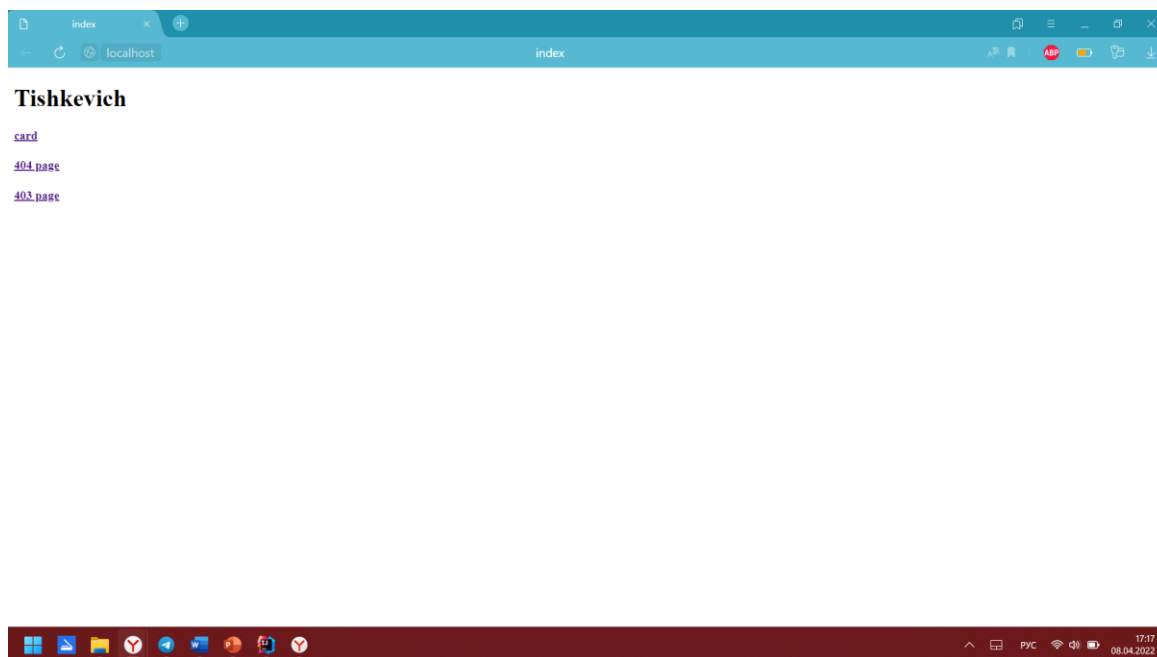 index
localhost
index
ABP
Tishkevich
card
404 page
403 page
РУС
17:17
08.04.2022